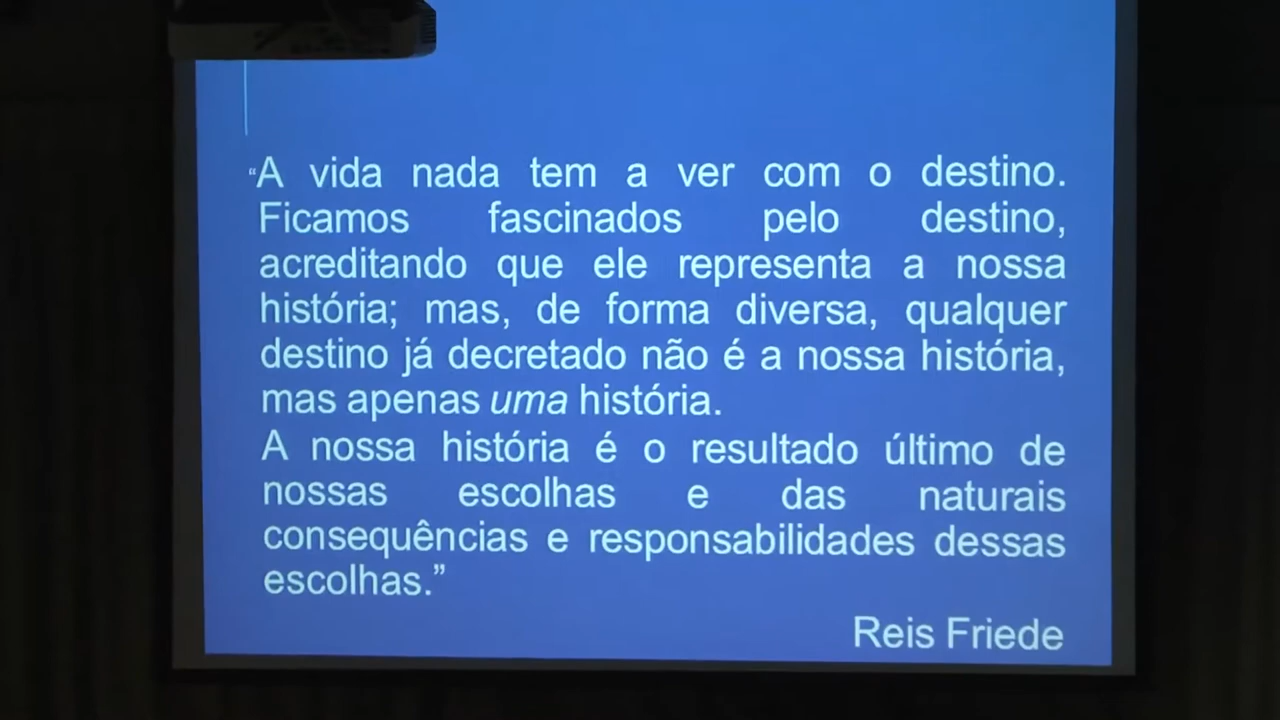 “A vida nada tem a ver com o destino.
Ficamos fascinados pelo destino,
acreditando que ele representa a nossa
história; mas, de forma diversa, qualquer
destino já decretado não é a nossa história,
mas apenas uma história.
A nossa história é o resultado último de
nossas escolhas e das naturais
consequências e responsabilidades dessas
escolhas.”
Reis Friede